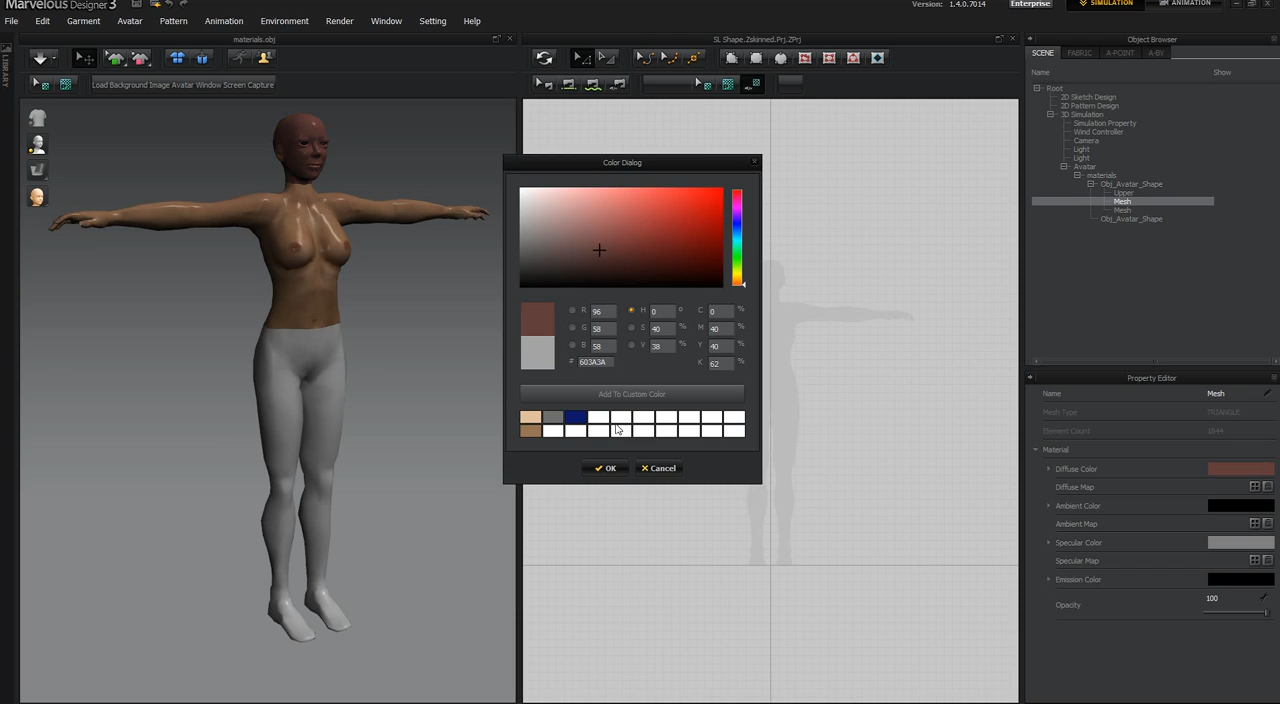 Marvelous Designer 3
Version: 1.4.0.7014 Enterprise SIMULATION ANIMATION
File Edit Garment Avatar Pattern Animation Environment Render Window Setting Help
LIBRARY
materials.obj
SL Shape.Zskinned.Prj.ZPrj
Object Browser
SCENE FABRIC A-POINT A-BY
Load Background Image Avatar Window Screen Capture
Name Show
Root
2D Sketch Design
2D Pattern Design
3D Simulation
Simulation Property
Wind Controller
Camera
Light
Light
Avatar
materials
Obj_Avatar_Shape
Upper
Mesh
Mesh
Obj_Avatar_Shape
Color Dialog
R 96 H 0 ° C 0 %
G 58 S 40 % M 40 %
B 58 V 38 % Y 40 %
# 603A3A K 62 %
Add To Custom Color
OK Cancel
Property Editor
Name Mesh
Mesh Type TRIANGLE
Element Count 1844
Material
Diffuse Color
Diffuse Map
Ambient Color
Ambient Map
Specular Color
Specular Map
Emission Color
Opacity 100